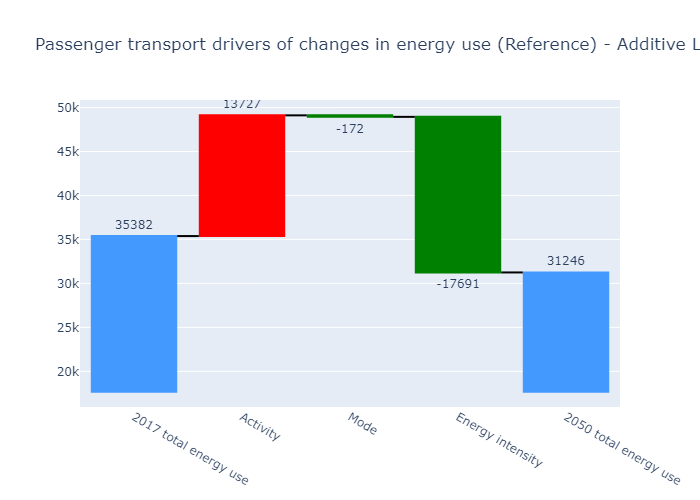 Passenger transport drivers of changes in energy use (Reference) - Additive L
50k
45k
40k
35k
30k
25k
20k
35382
13727
-172
-17691
31246
2017 total energy use
Activity
Mode
Energy intensity
2050 total energy use